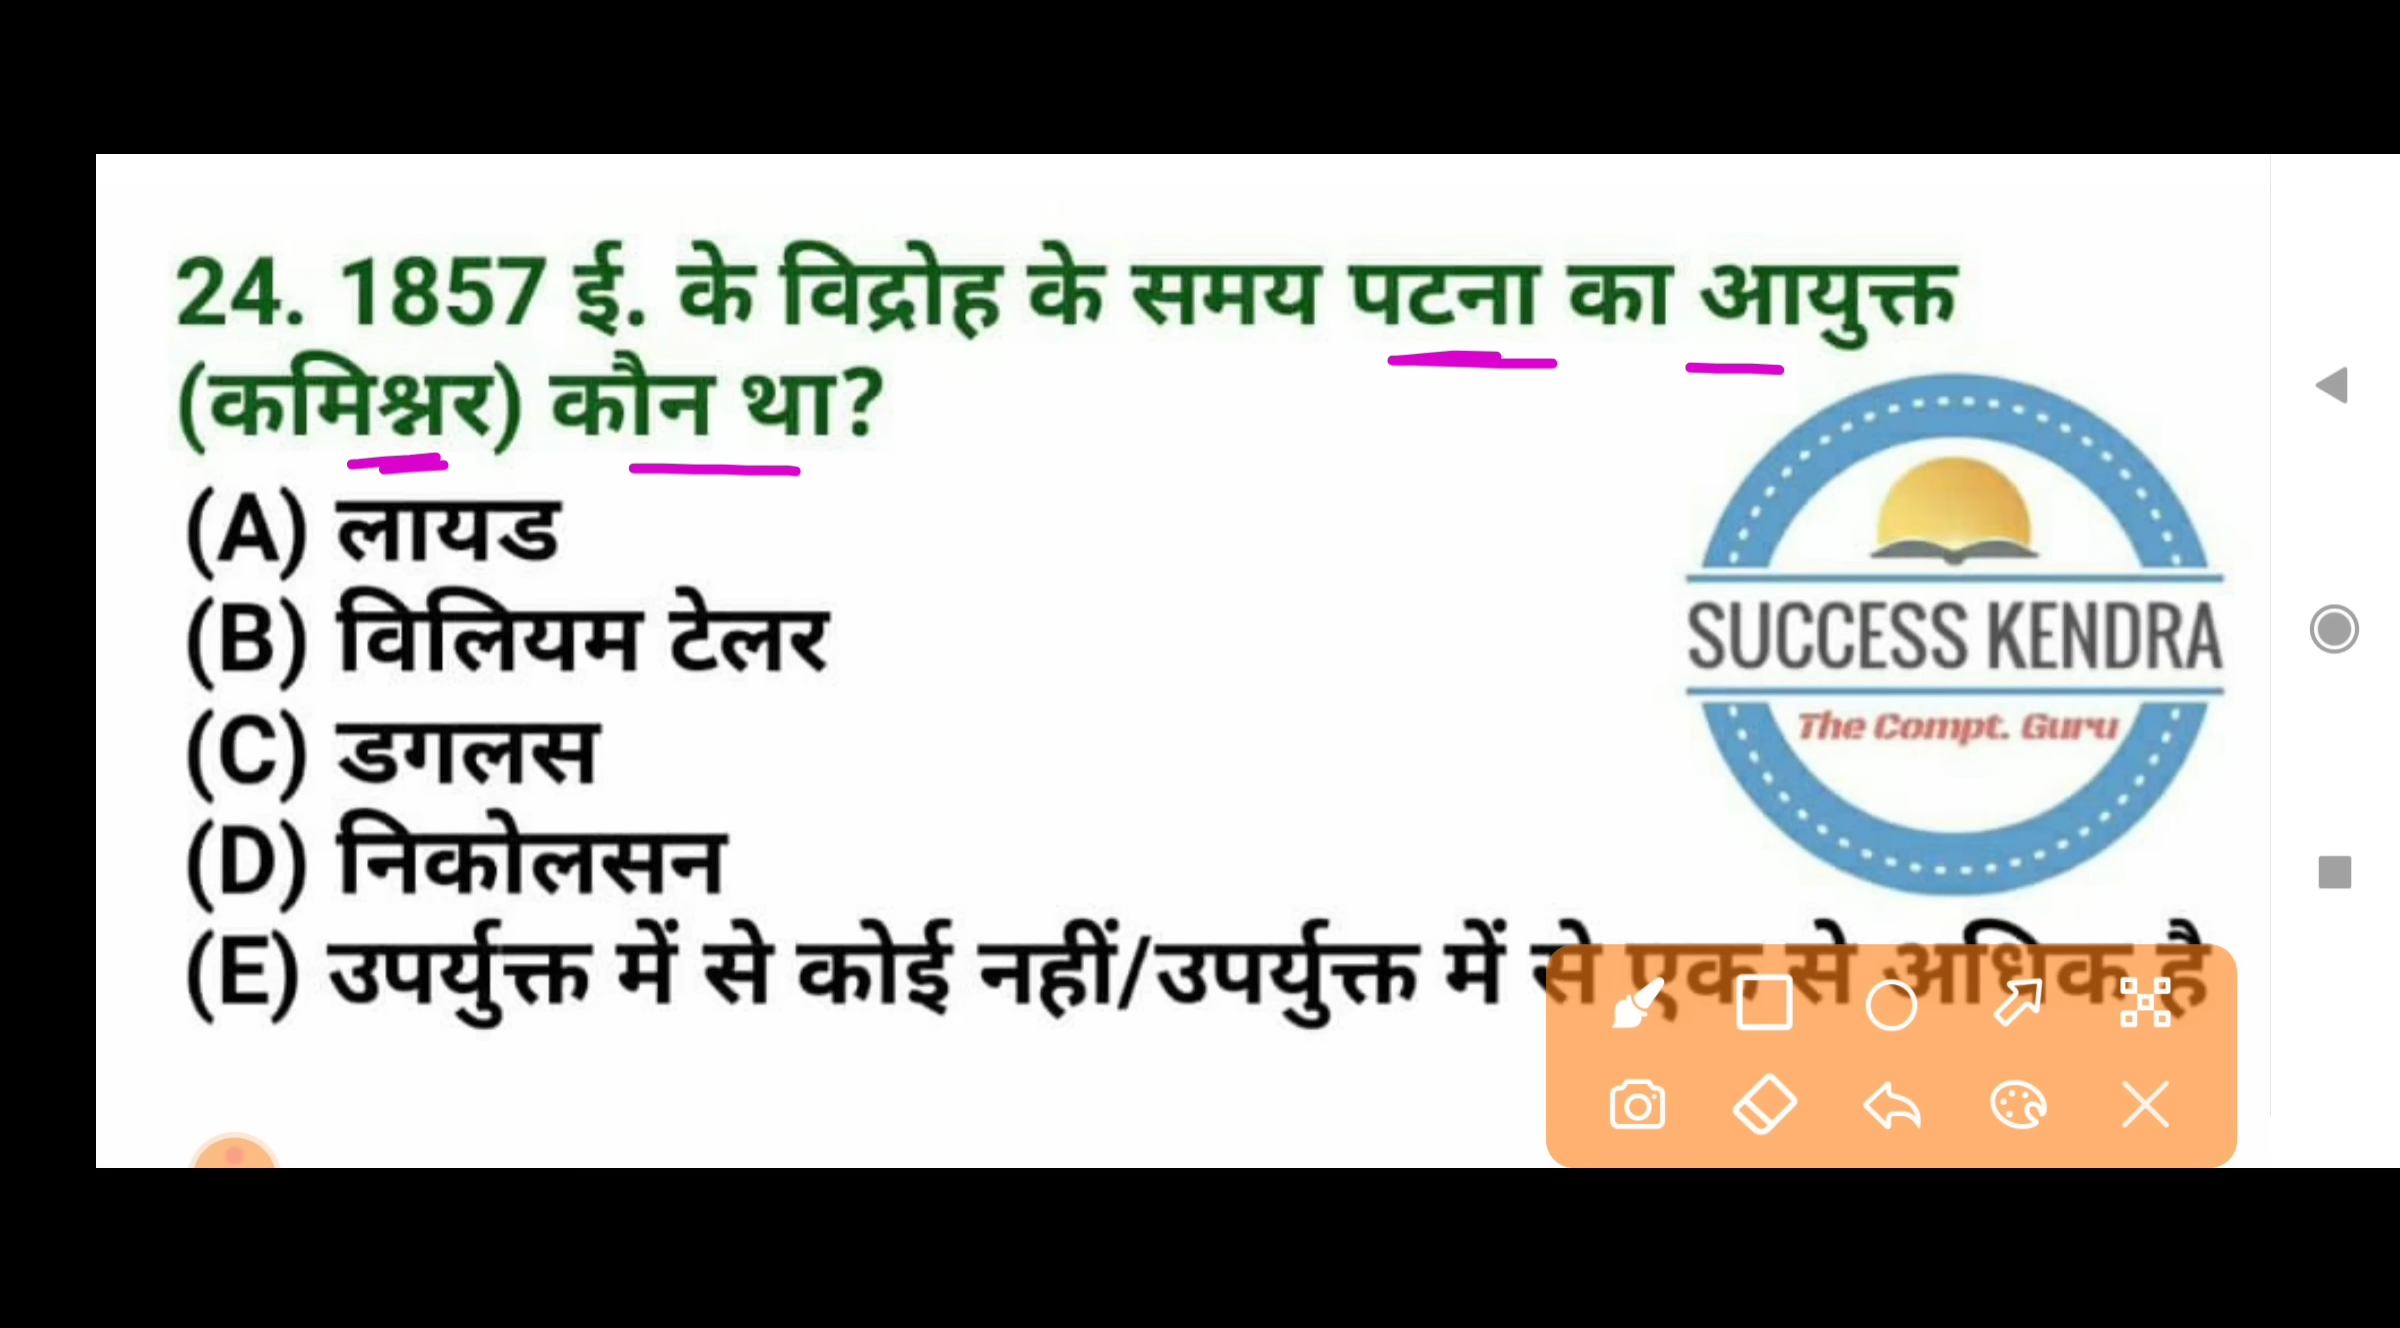 24. 1857 ई. के विद्रोह के समय पटना का आयुक्त
(कमिश्नर) कौन था?
(A) लायड
(B) विलियम टेलर
(C) डगलस
(D) निकोलसन
(E) उपर्युक्त में से कोई नहीं/उपर्युक्त में से एक से अधिक है
SUCCESS KENDRA
The Compt. Guru